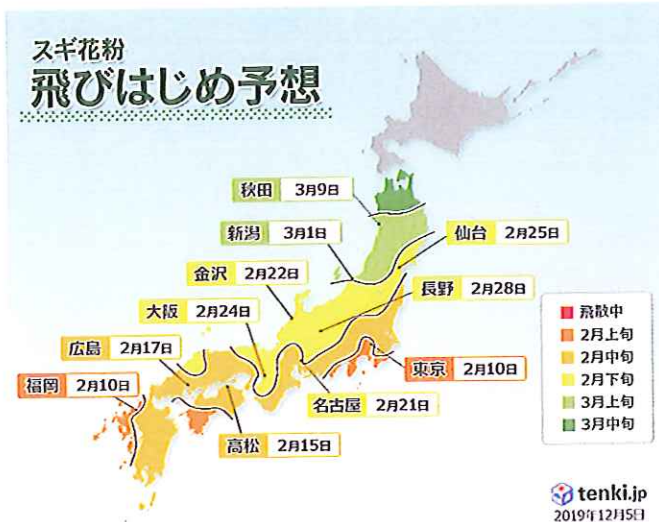 スギ花粉
飛びはじめ予想
秋田 3月9日
新潟 3月1日
仙台 2月25日
金沢 2月22日
長野 2月28日
大阪 2月24日
広島 2月17日
東京 2月10日
福岡 2月10日
名古屋 2月21日
高松 2月15日
飛散中
2月上旬
2月中旬
2月下旬
3月上旬
3月中旬
tenki.jp
2019年12月5日